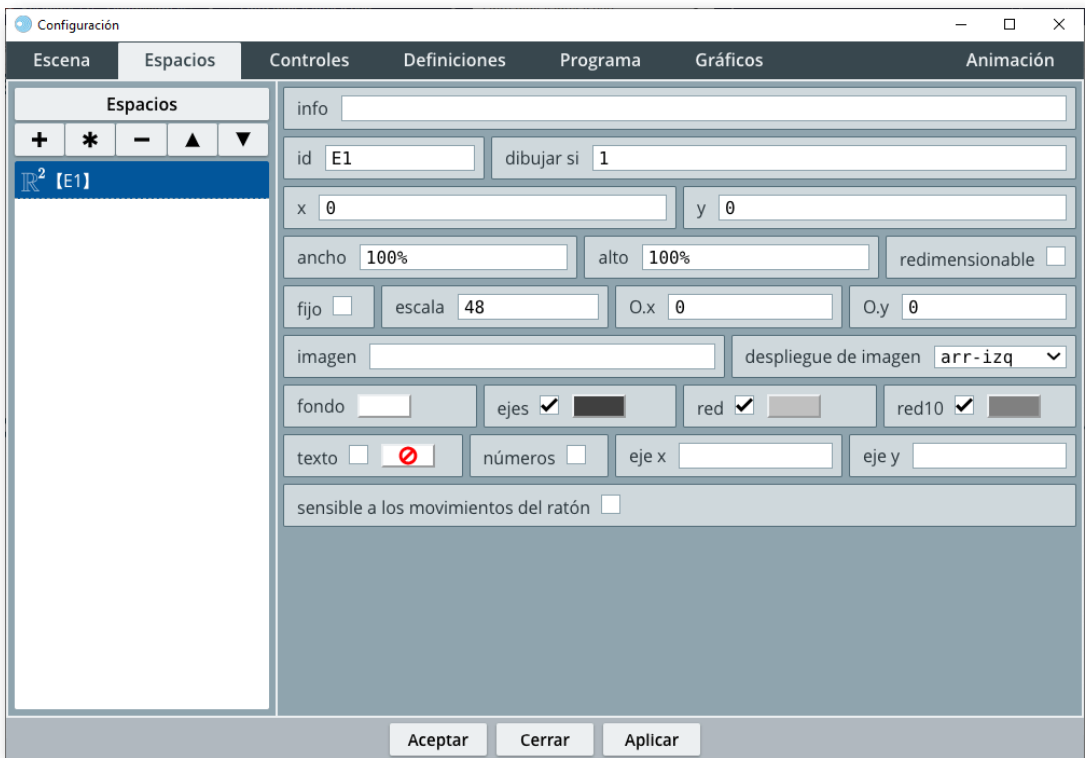 Configuración
Escena Espacios Controles Definiciones Programa Gráficos Animación
Espacios
+ * − ▲ ▼
ℝ² 【E1】
info
id E1 dibujar si 1
x 0 y 0
ancho 100% alto 100% redimensionable
fijo escala 48 O.x 0 O.y 0
imagen despliegue de imagen arr-izq
fondo ejes red red10
texto números eje x eje y
sensible a los movimientos del ratón
Aceptar Cerrar Aplicar